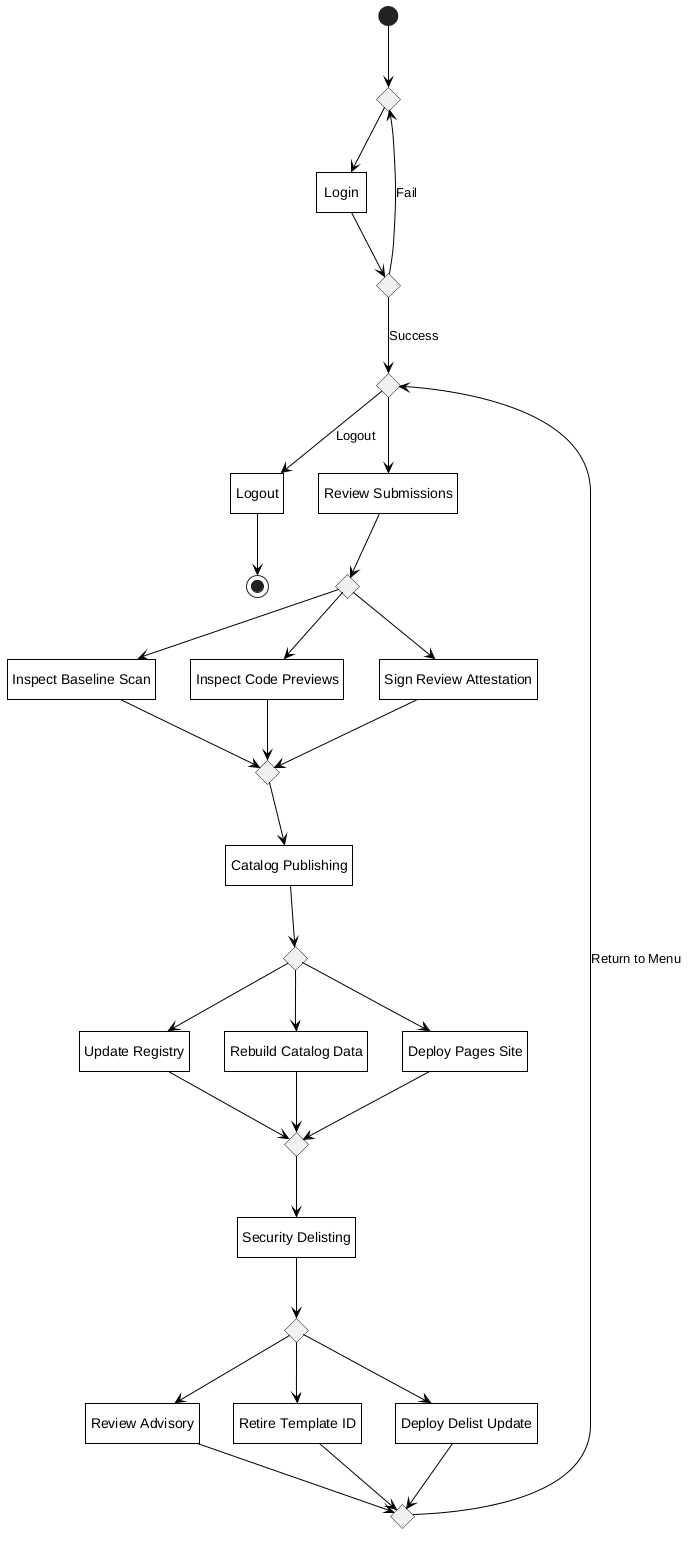 Login
Fail
Success
Logout
Logout
Review Submissions
Inspect Baseline Scan
Inspect Code Previews
Sign Review Attestation
Catalog Publishing
Return to Menu
Update Registry
Rebuild Catalog Data
Deploy Pages Site
Security Delisting
Review Advisory
Retire Template ID
Deploy Delist Update